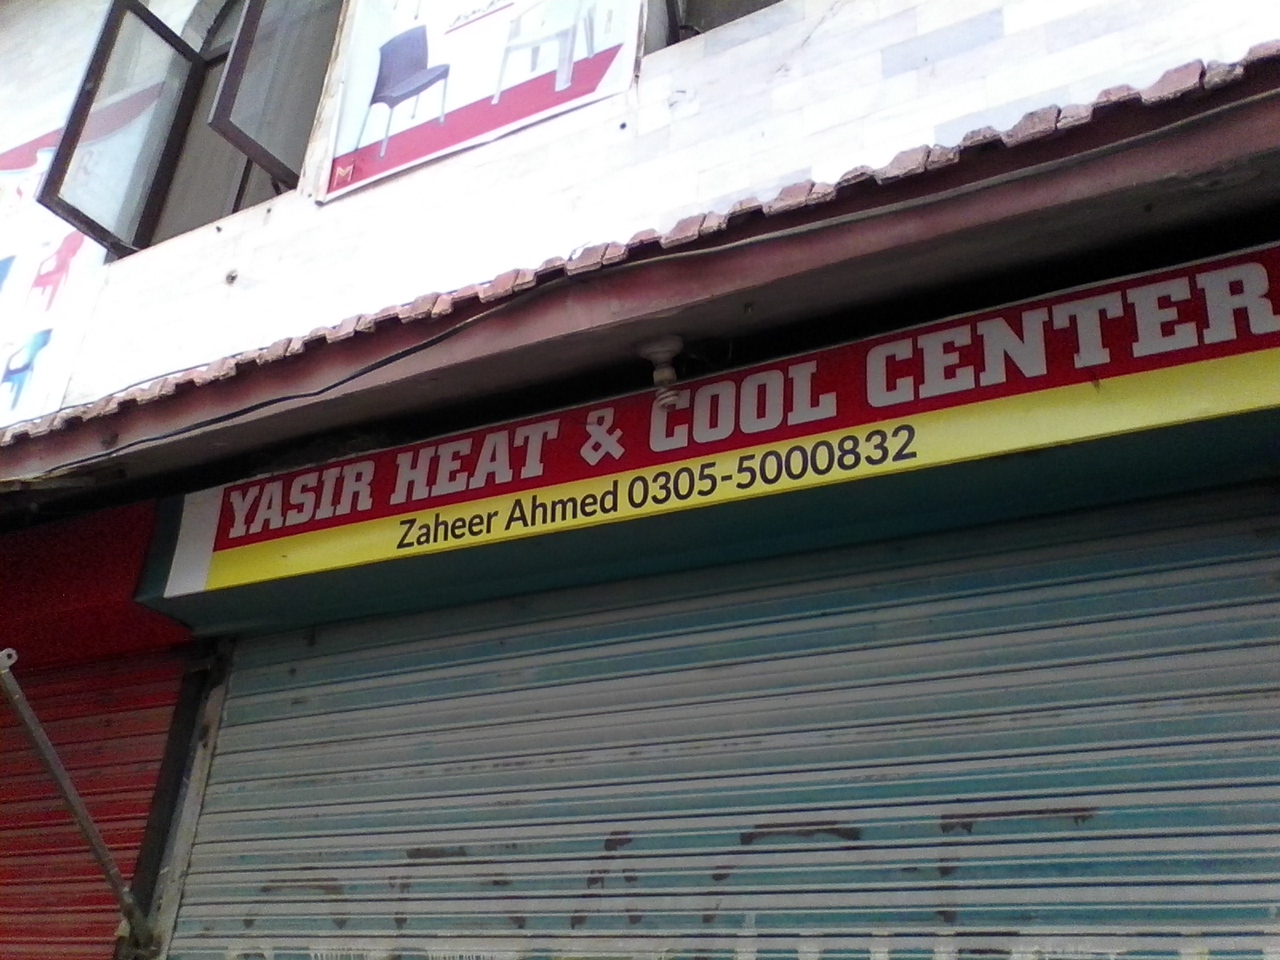 YASIR HEAT & COOL CENTER
Zaheer Ahmed 0305-5000832